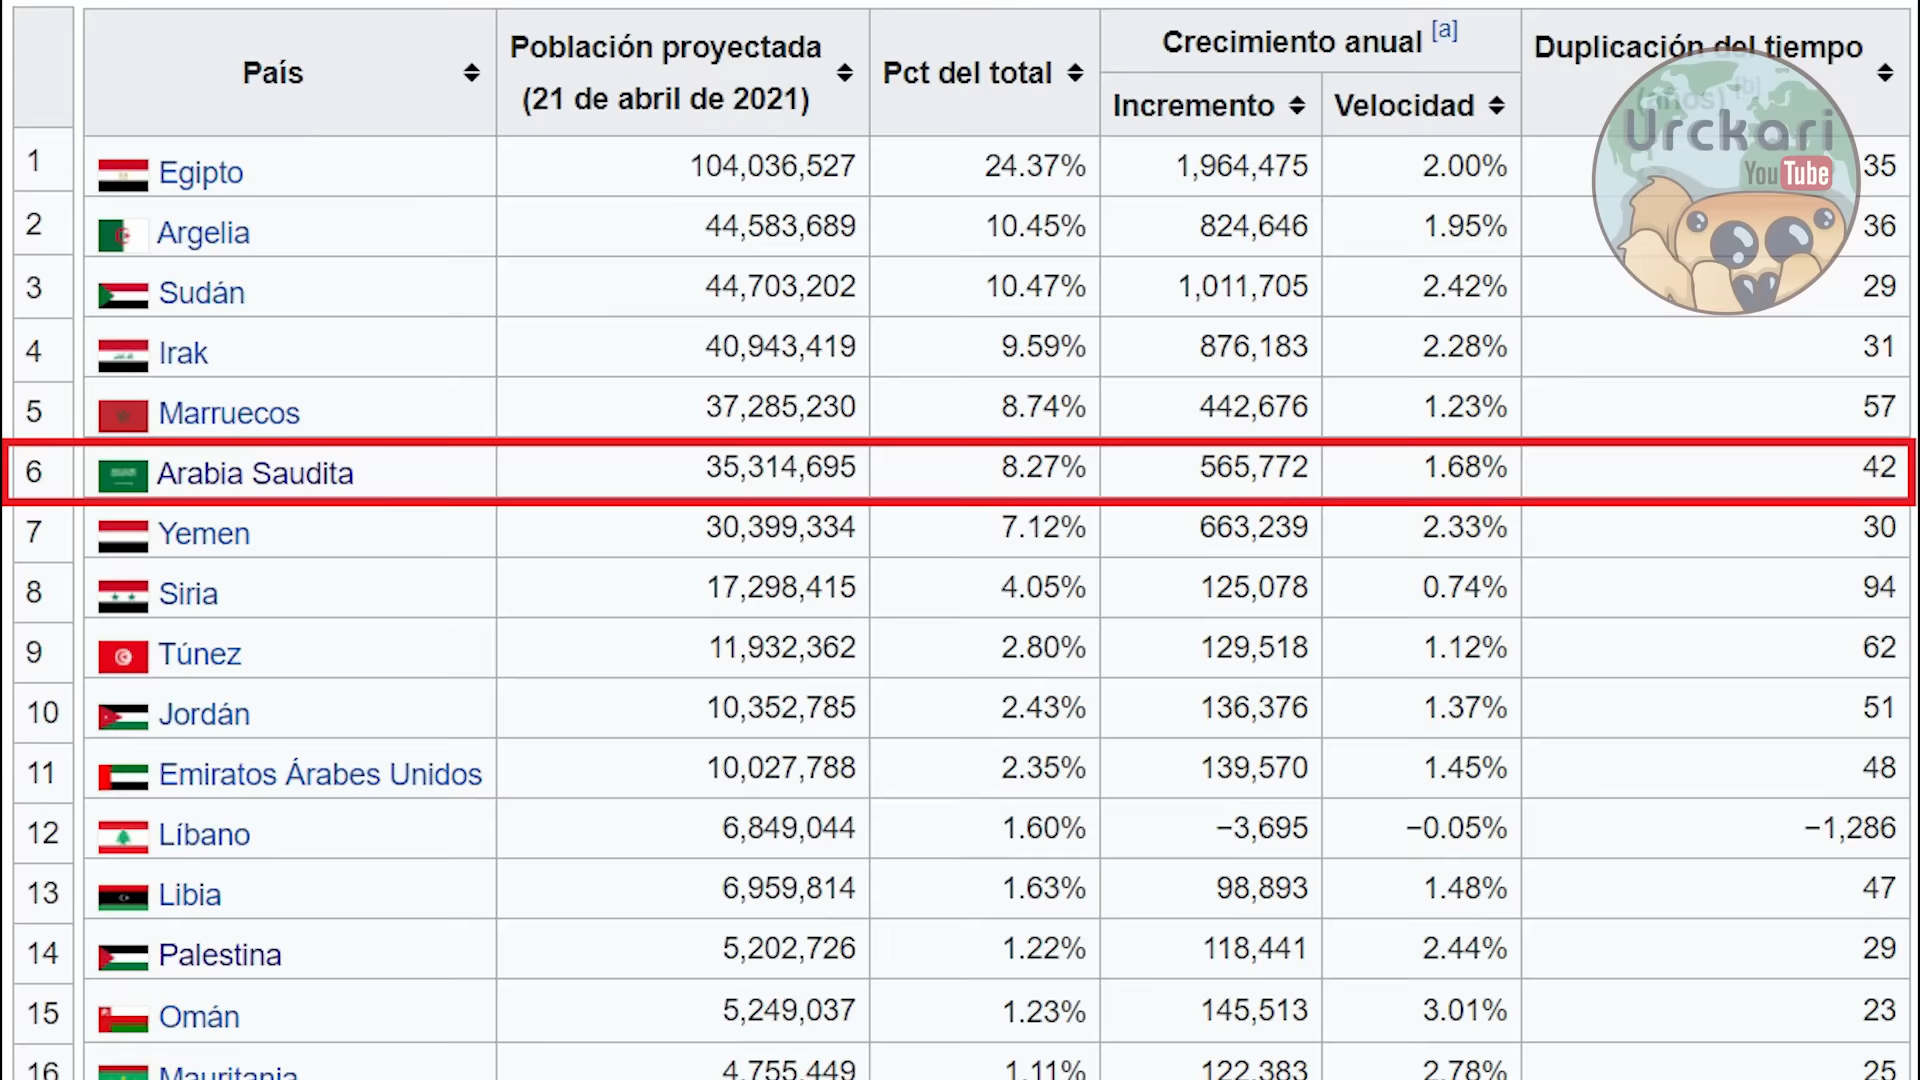 País Población proyectada (21 de abril de 2021) Pct del total Crecimiento anual [a] Incremento Velocidad Duplicación del tiempo (años) [b]
Urckari
YouTube
1 Egipto 104,036,527 24.37% 1,964,475 2.00% 35
2 Argelia 44,583,689 10.45% 824,646 1.95% 36
3 Sudán 44,703,202 10.47% 1,011,705 2.42% 29
4 Irak 40,943,419 9.59% 876,183 2.28% 31
5 Marruecos 37,285,230 8.74% 442,676 1.23% 57
6 Arabia Saudita 35,314,695 8.27% 565,772 1.68% 42
7 Yemen 30,399,334 7.12% 663,239 2.33% 30
8 Siria 17,298,415 4.05% 125,078 0.74% 94
9 Túnez 11,932,362 2.80% 129,518 1.12% 62
10 Jordán 10,352,785 2.43% 136,376 1.37% 51
11 Emiratos Árabes Unidos 10,027,788 2.35% 139,570 1.45% 48
12 Líbano 6,849,044 1.60% −3,695 −0.05% −1,286
13 Libia 6,959,814 1.63% 98,893 1.48% 47
14 Palestina 5,202,726 1.22% 118,441 2.44% 29
15 Omán 5,249,037 1.23% 145,513 3.01% 23
16 Mauritania 4,755,449 1.11% 122,383 2.78% 25